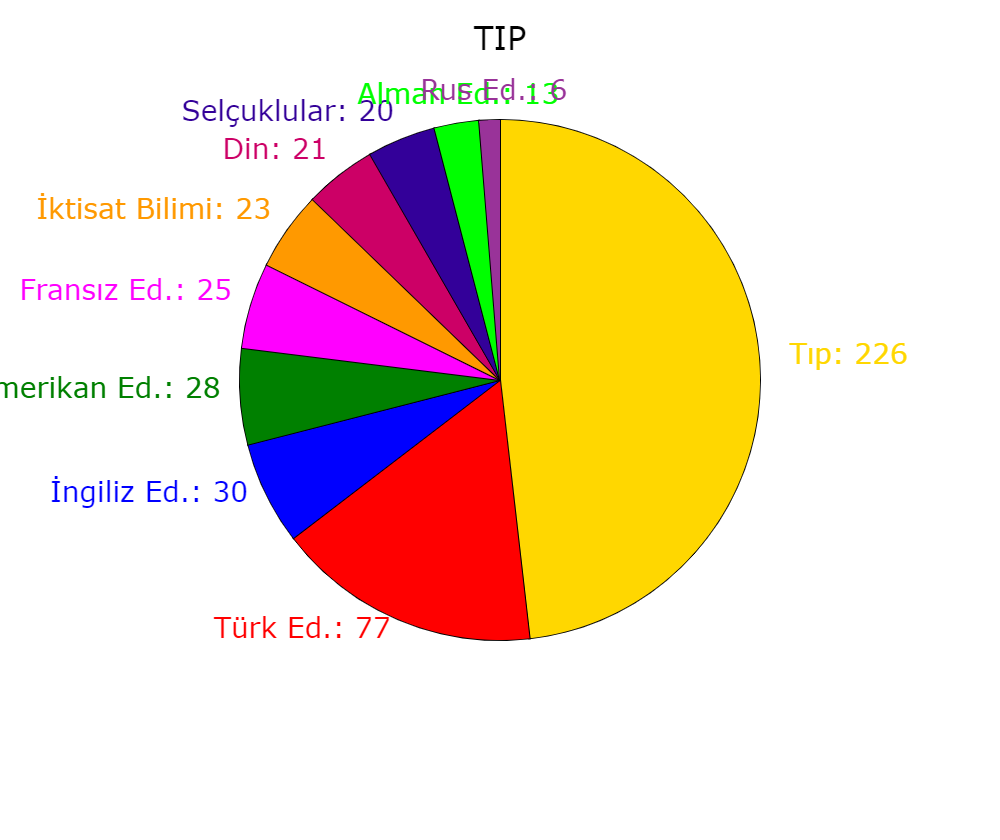 TIP
Alman Ed.: 13
Rus Ed.: 6
Selçuklular: 20
Din: 21
İktisat Bilimi: 23
Fransız Ed.: 25
Tıp: 226
merikan Ed.: 28
İngiliz Ed.: 30
Türk Ed.: 77